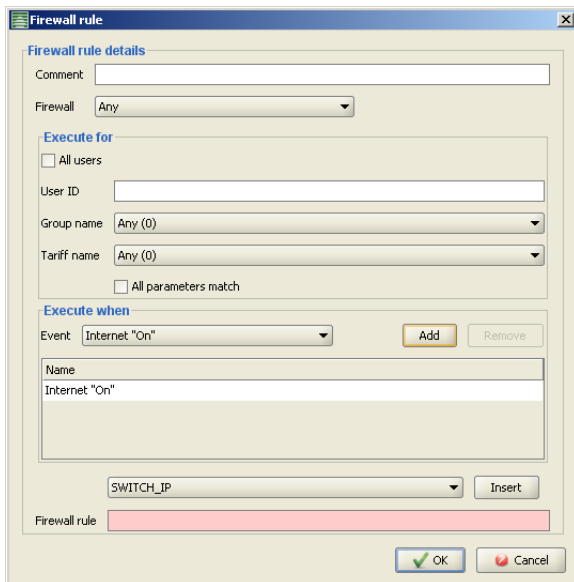 Firewall rule
Firewall rule details
Comment
Firewall Any
Execute for
All users
User ID
Group name Any (0)
Tariff name Any (0)
All parameters match
Execute when
Event Internet "On" Add Remove
Name
Internet "On"
SWITCH_IP Insert
Firewall rule
OK Cancel